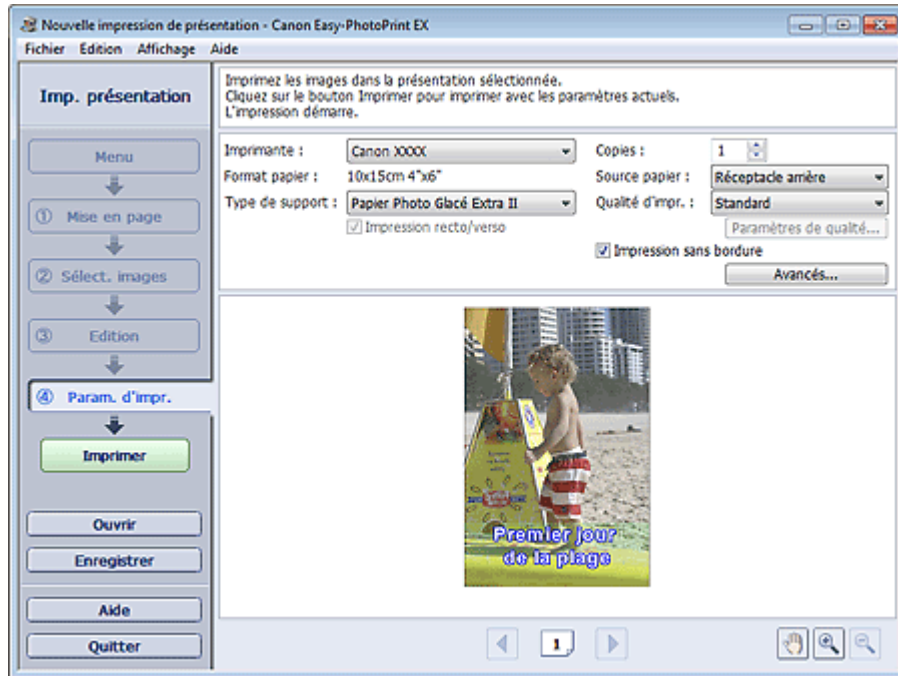 Nouvelle impression de présentation - Canon Easy-PhotoPrint EX
Fichier Edition Affichage Aide
Imp. présentation
Menu
① Mise en page
② Sélect. images
③ Edition
④ Param. d'impr.
Imprimer
Ouvrir
Enregistrer
Aide
Quitter
Imprimez les images dans la présentation sélectionnée.
Cliquez sur le bouton Imprimer pour imprimer avec les paramètres actuels.
L'impression démarre.
Imprimante : Canon XXXX
Format papier : 10x15cm 4"x6"
Type de support : Papier Photo Glacé Extra II
Impression recto/verso
Copies : 1
Source papier : Réceptacle arrière
Qualité d'impr. : Standard
Paramètres de qualité...
Impression sans bordure
Avancés...
Premier jour
de la plage
1